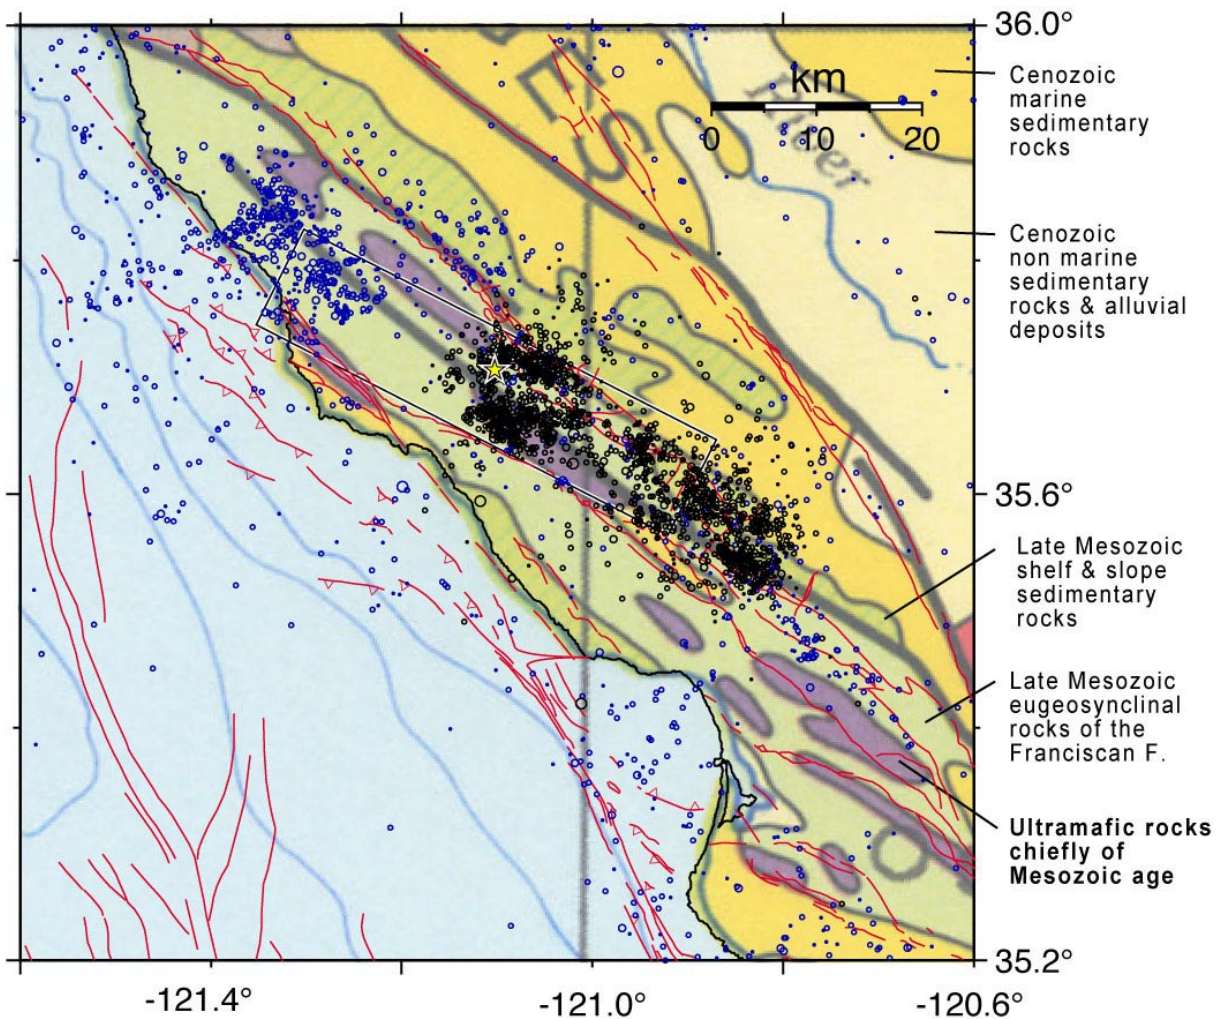 36.0°
km
0 10 20
ES
River
Cenozoic
marine
sedimentary
rocks
Cenozoic
non marine
sedimentary
rocks & alluvial
deposits
35.6°
Late Mesozoic
shelf & slope
sedimentary
rocks
Late Mesozoic
eugeosynclinal
rocks of the
Franciscan F.
Ultramafic rocks
chiefly of
Mesozoic age
35.2°
-121.4° -121.0° -120.6°